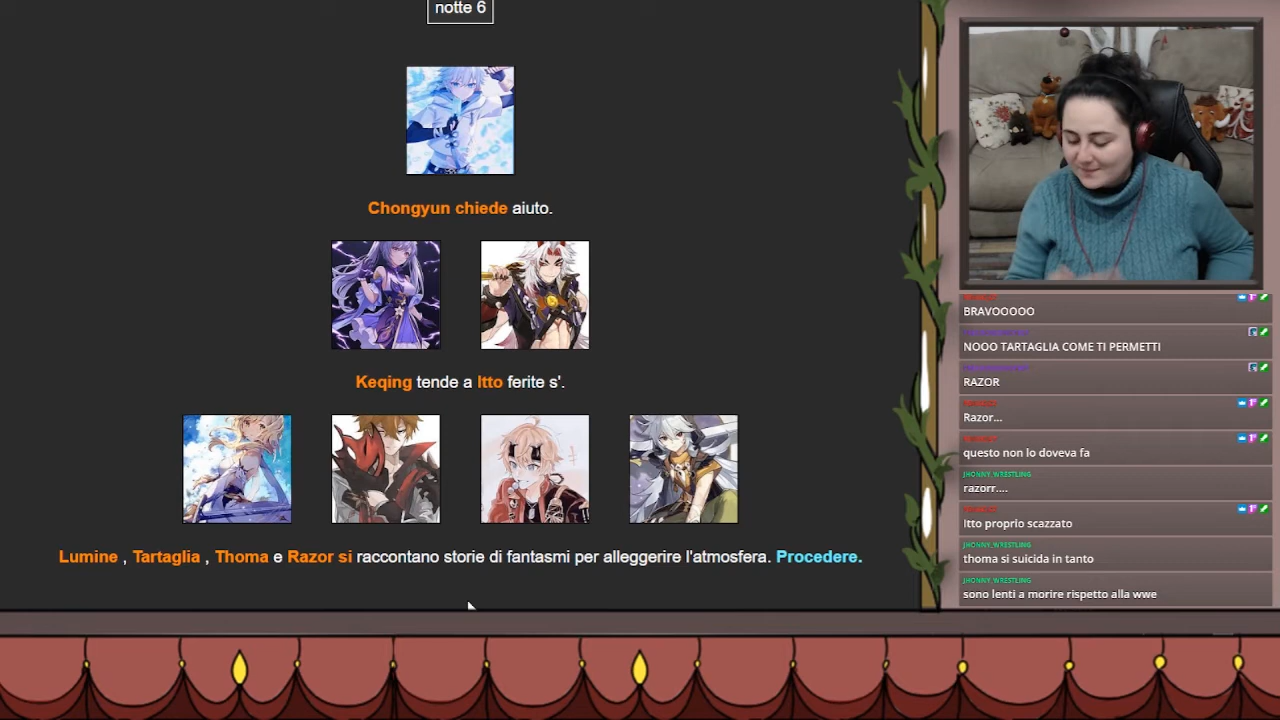 notte 6
Chongyun chiede aiuto.
Keqing tende a Itto ferite s'.
Lumine , Tartaglia , Thoma e Razor si raccontano storie di fantasmi per alleggerire l'atmosfera. Procedere.
BRAVOOOOO
NOOO TARTAGLIA COME TI PERMETTI
RAZOR
Razor...
questo non lo doveva fa
JHONNY_WRESTLING
razorr....
Itto proprio scazzato
JHONNY_WRESTLING
thoma si suicida in tanto
JHONNY_WRESTLING
sono lenti a morire rispetto alla wwe